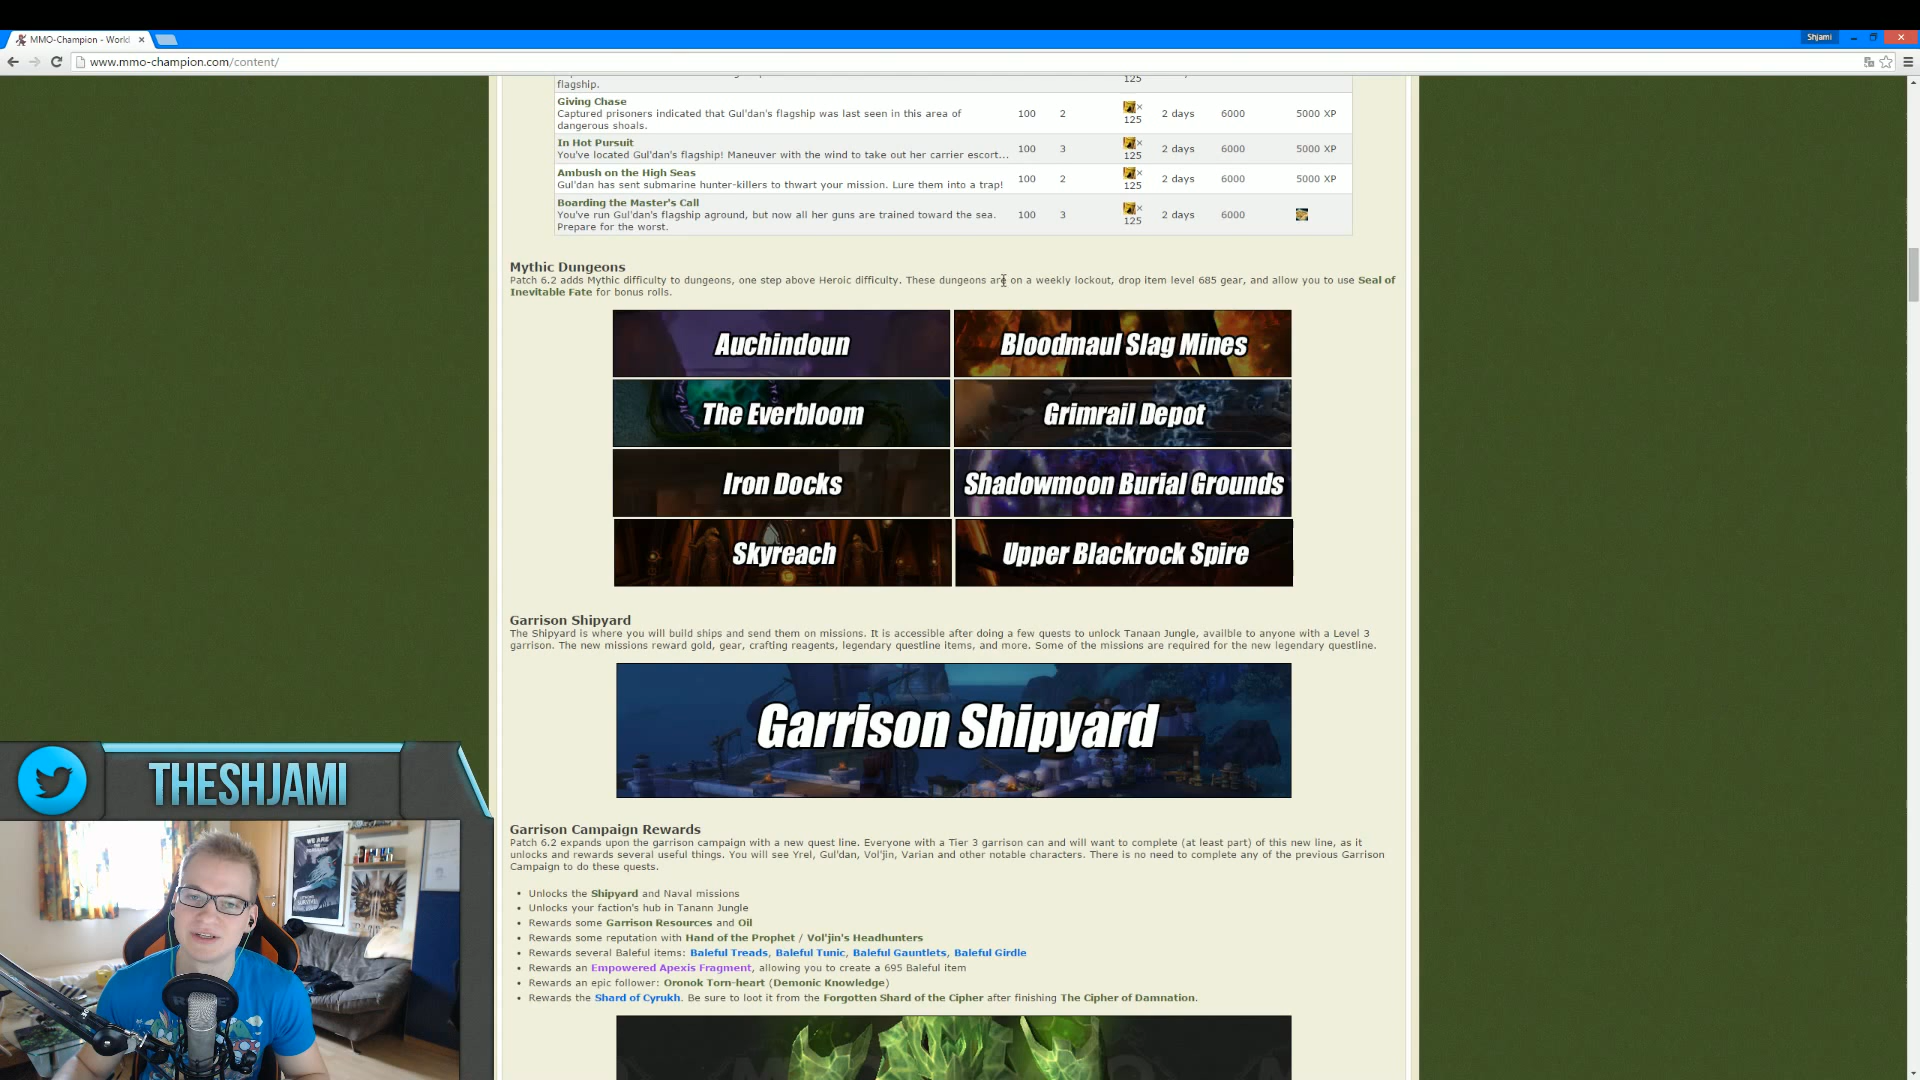 MMO-Champion - World
Shjami
www.mmo-champion.com/content/
flagship.
125
Giving Chase
Captured prisoners indicated that Gul'dan's flagship was last seen in this area of
dangerous shoals.
100 2 × 125 2 days 6000 5000 XP
In Hot Pursuit
You've located Gul'dan's flagship! Maneuver with the wind to take out her carrier escort...
100 3 × 125 2 days 6000 5000 XP
Ambush on the High Seas
Gul'dan has sent submarine hunter-killers to thwart your mission. Lure them into a trap!
100 2 × 125 2 days 6000 5000 XP
Boarding the Master's Call
You've run Gul'dan's flagship aground, but now all her guns are trained toward the sea.
Prepare for the worst.
100 3 × 125 2 days 6000
Mythic Dungeons
Patch 6.2 adds Mythic difficulty to dungeons, one step above Heroic difficulty. These dungeons are on a weekly lockout, drop item level 685 gear, and allow you to use Seal of
Inevitable Fate for bonus rolls.
Auchindoun
Bloodmaul Slag Mines
The Everbloom
Grimrail Depot
Iron Docks
Shadowmoon Burial Grounds
Skyreach
Upper Blackrock Spire
Garrison Shipyard
The Shipyard is where you will build ships and send them on missions. It is accessible after doing a few quests to unlock Tanaan Jungle, availble to anyone with a Level 3
garrison. The new missions reward gold, gear, crafting reagents, legendary questline items, and more. Some of the missions are required for the new legendary questline.
Garrison Shipyard
Garrison Campaign Rewards
Patch 6.2 expands upon the garrison campaign with a new quest line. Everyone with a Tier 3 garrison can and will want to complete (at least part) of this new line, as it
unlocks and rewards several useful things. You will see Yrel, Gul'dan, Vol'jin, Varian and other notable characters. There is no need to complete any of the previous Garrison
Campaign to do these quests.
• Unlocks the Shipyard and Naval missions
• Unlocks your faction's hub in Tanann Jungle
• Rewards some Garrison Resources and Oil
• Rewards some reputation with Hand of the Prophet / Vol'jin's Headhunters
• Rewards several Baleful items: Baleful Treads, Baleful Tunic, Baleful Gauntlets, Baleful Girdle
• Rewards an Empowered Apexis Fragment, allowing you to create a 695 Baleful item
• Rewards an epic follower: Oronok Torn-heart (Demonic Knowledge)
• Rewards the Shard of Cyrukh. Be sure to loot it from the Forgotten Shard of the Cipher after finishing The Cipher of Damnation.
THESHJAMI